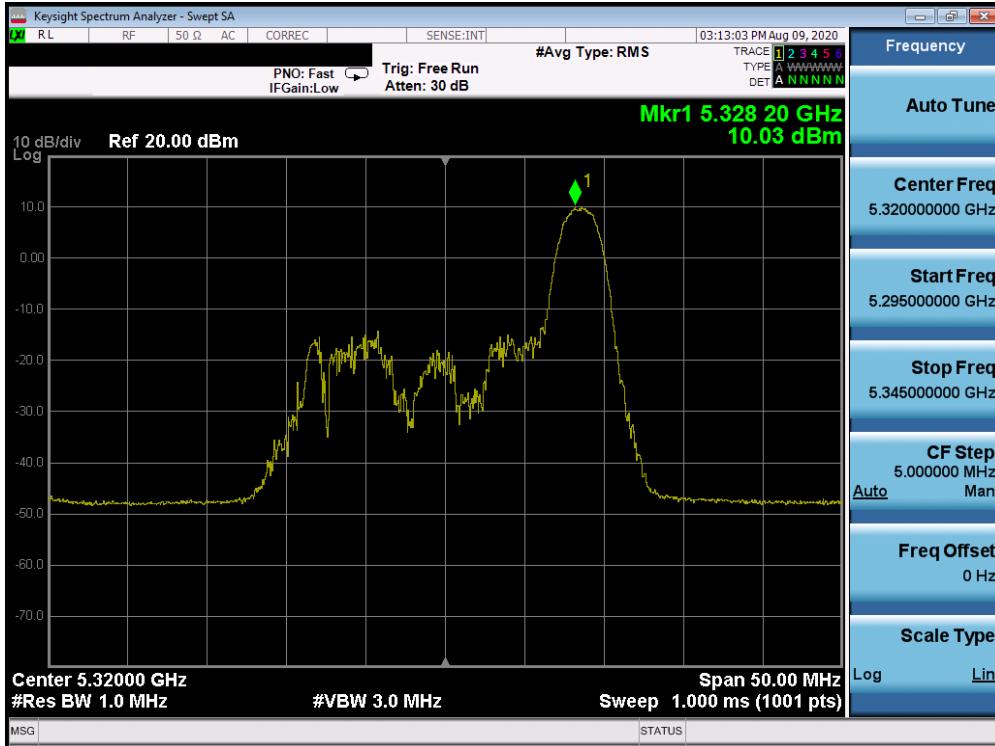 Keysight Spectrum Analyzer - Swept SA
LXI RL RF 50 Ω AC CORREC SENSE:INT 03:13:03 PM Aug 09, 2020
#Avg Type: RMS TRACE 1 2 3 4 5 6
PNO: Fast Trig: Free Run TYPE A WWWWW
IFGain:Low Atten: 30 dB DET A N N N N N
Mkr1 5.328 20 GHz
10.03 dBm
10 dB/div Ref 20.00 dBm
Log
1
10.0
0.00
-10.0
-20.0
-30.0
-40.0
-50.0
-60.0
-70.0
Center 5.32000 GHz Span 50.00 MHz
#Res BW 1.0 MHz #VBW 3.0 MHz Sweep 1.000 ms (1001 pts)
MSG STATUS
Frequency
Auto Tune
Center Freq
5.320000000 GHz
Start Freq
5.295000000 GHz
Stop Freq
5.345000000 GHz
CF Step
5.000000 MHz
Auto Man
Freq Offset
0 Hz
Scale Type
Log Lin